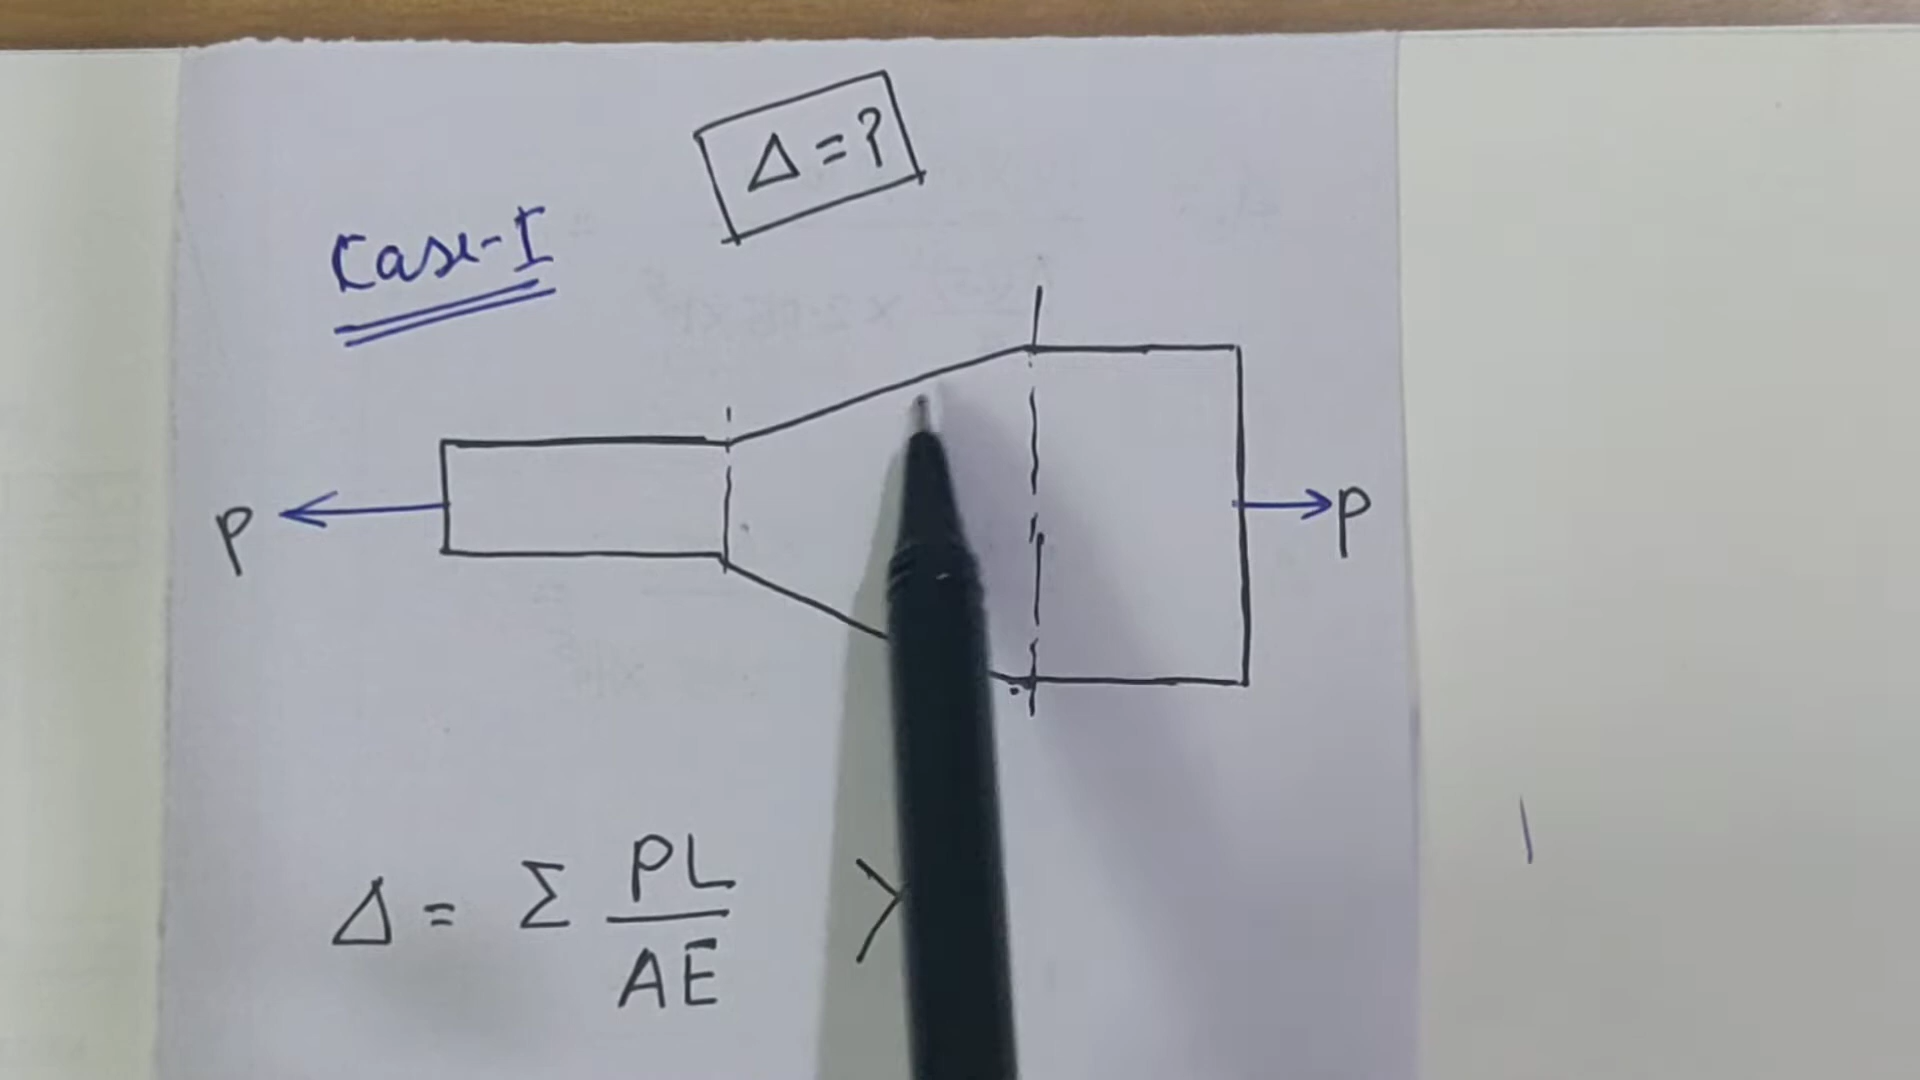 Δ = ?
Case-I
P P
Δ = Σ PL/AE